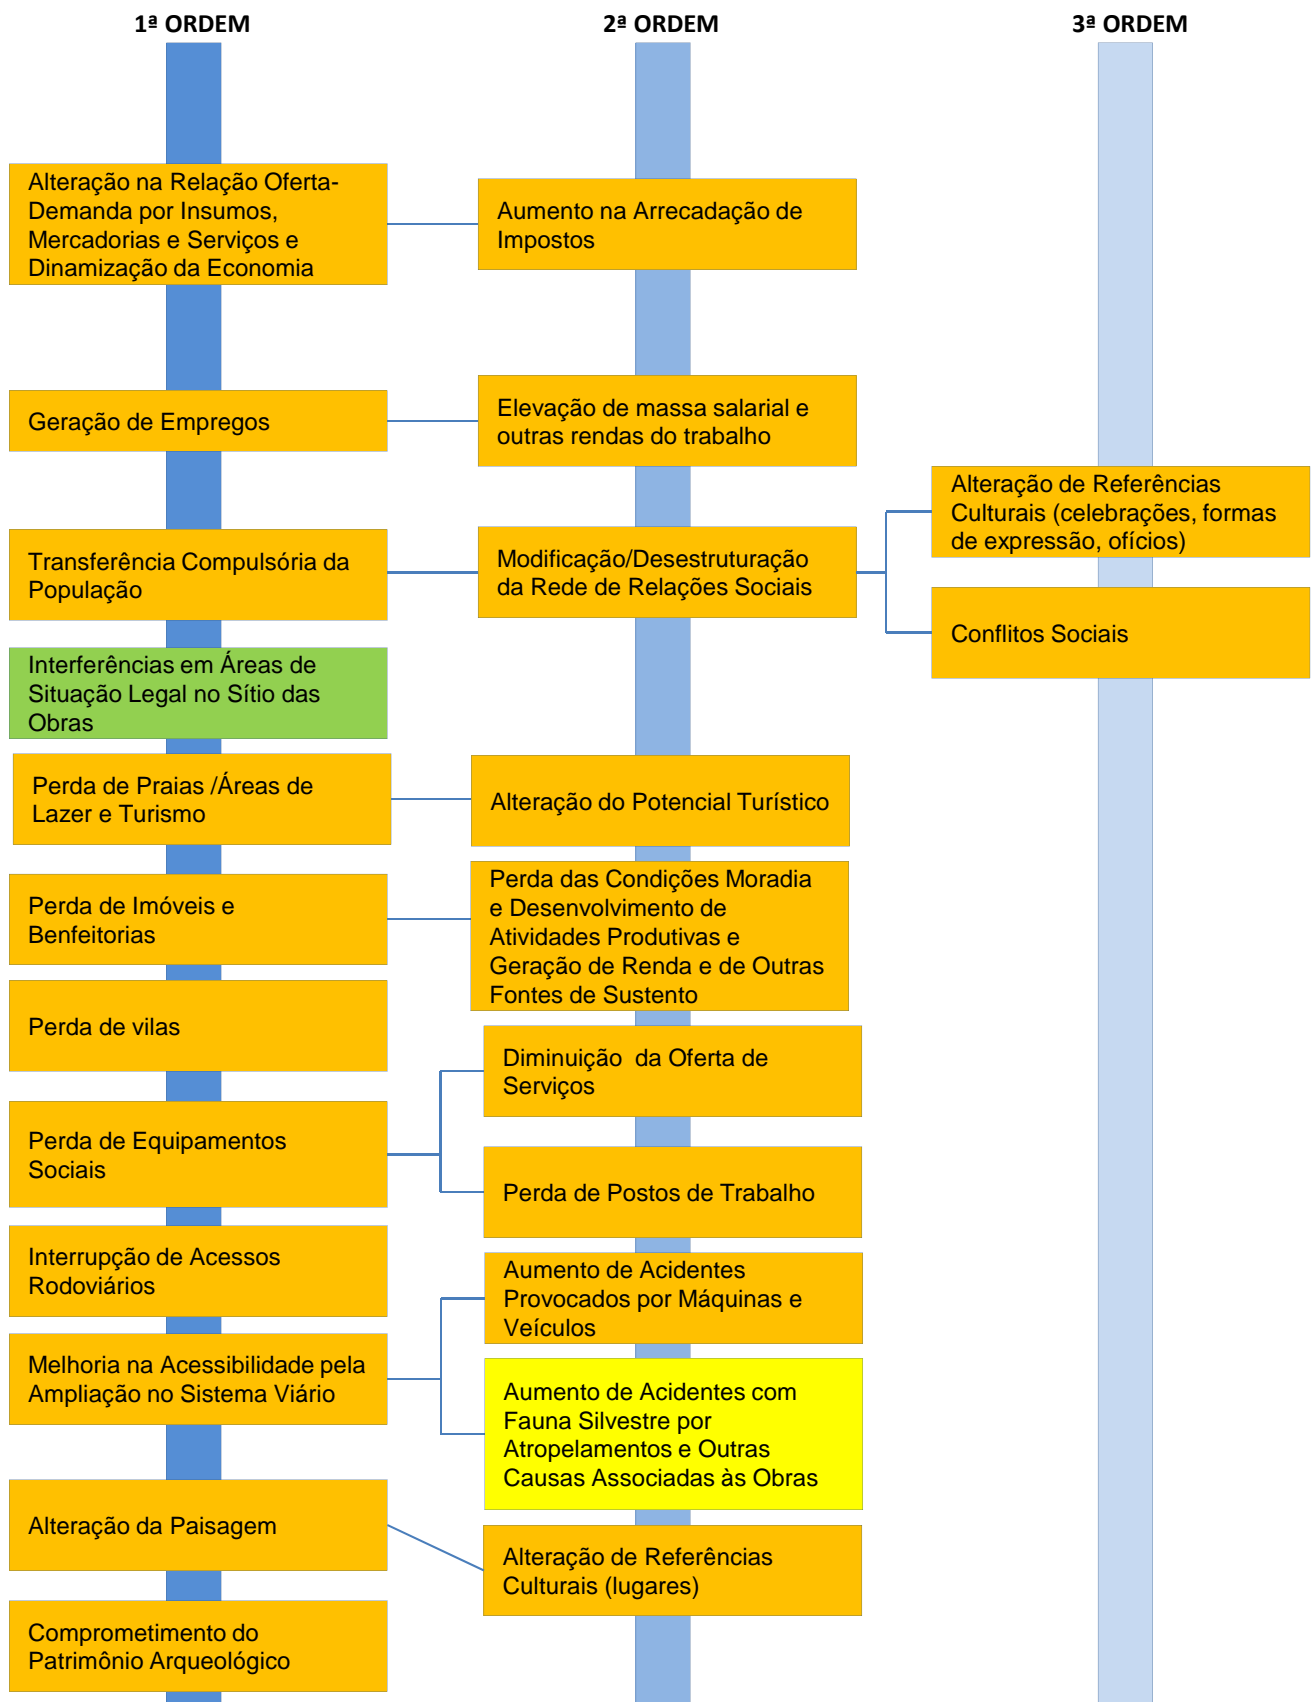 1ª ORDEM
2ª ORDEM
3ª ORDEM
Alteração na Relação Oferta-
Demanda por Insumos,
Mercadorias e Serviços e
Dinamização da Economia
Aumento na Arrecadação de
Impostos
Geração de Empregos
Elevação de massa salarial e
outras rendas do trabalho
Transferência Compulsória da
População
Modificação/Desestruturação
da Rede de Relações Sociais
Alteração de Referências
Culturais (celebrações, formas
de expressão, ofícios)
Conflitos Sociais
Interferências em Áreas de
Situação Legal no Sítio das
Obras
Perda de Praias /Áreas de
Lazer e Turismo
Alteração do Potencial Turístico
Perda de Imóveis e
Benfeitorias
Perda das Condições Moradia
e Desenvolvimento de
Atividades Produtivas e
Geração de Renda e de Outras
Fontes de Sustento
Perda de vilas
Perda de Equipamentos
Sociais
Diminuição  da Oferta de
Serviços
Perda de Postos de Trabalho
Interrupção de Acessos
Rodoviários
Melhoria na Acessibilidade pela
Ampliação no Sistema Viário
Aumento de Acidentes
Provocados por Máquinas e
Veículos
Aumento de Acidentes com
Fauna Silvestre por
Atropelamentos e Outras
Causas Associadas às Obras
Alteração da Paisagem
Alteração de Referências
Culturais (lugares)
Comprometimento do
Patrimônio Arqueológico